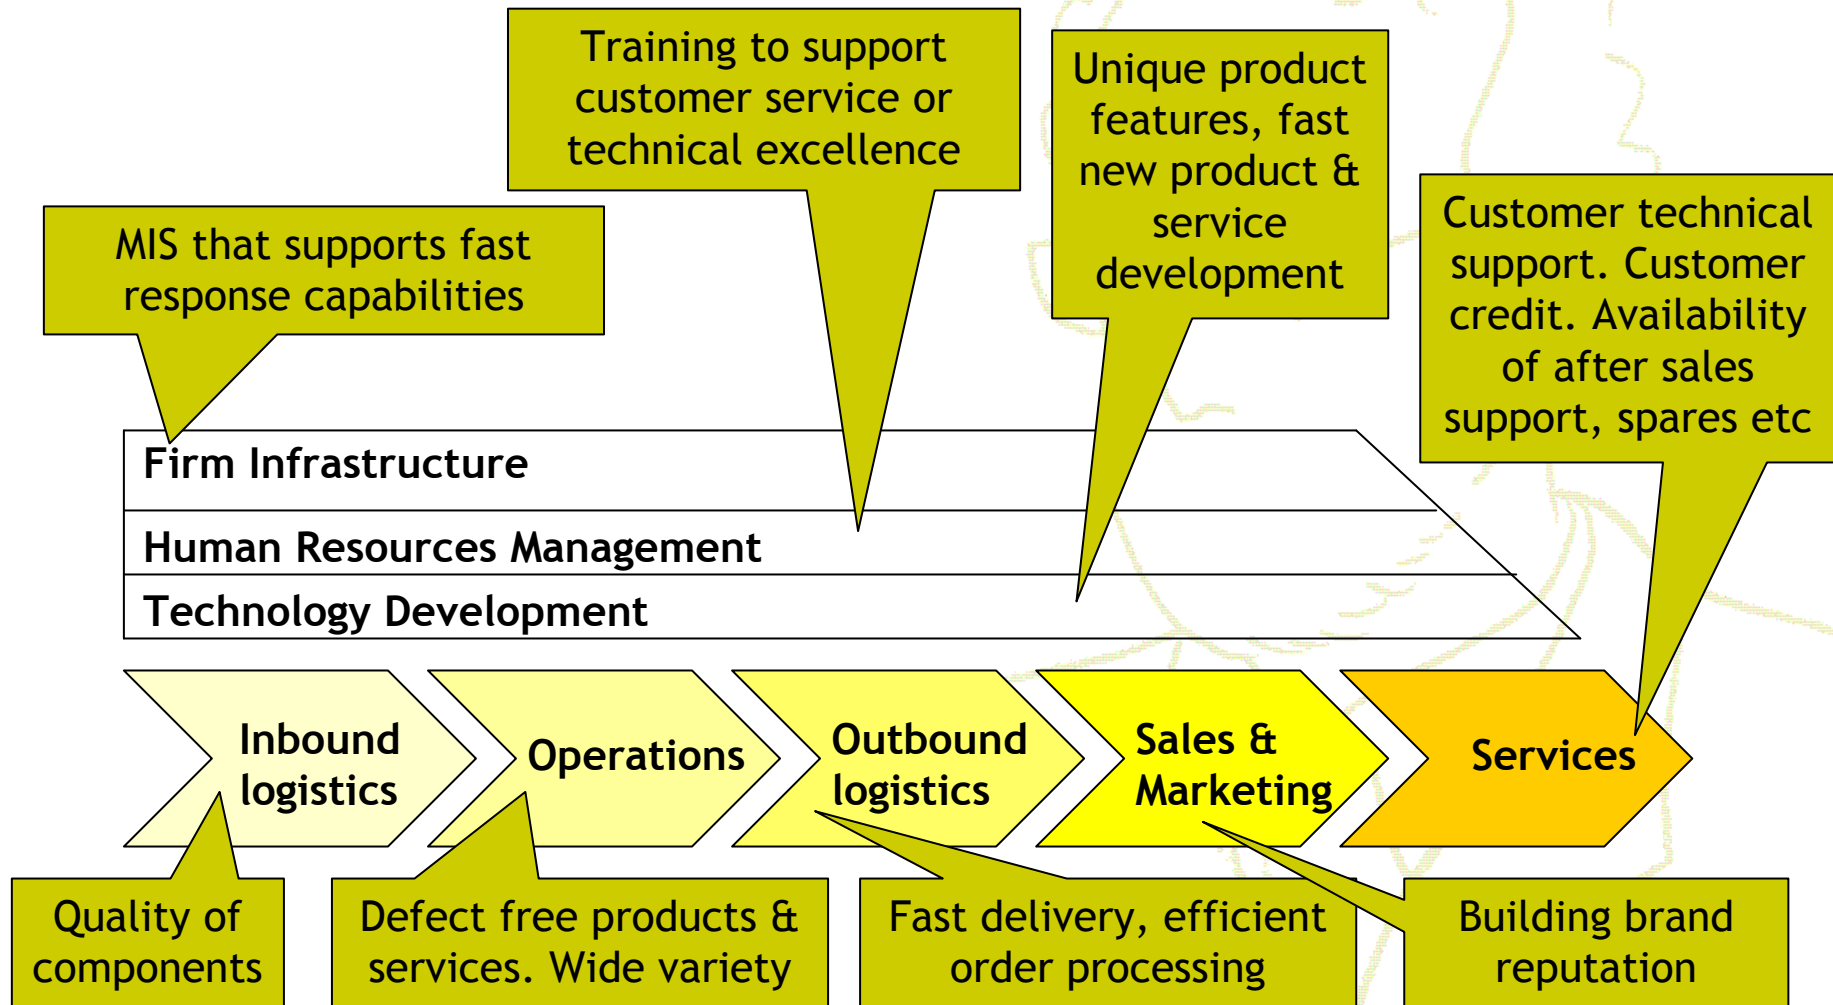 Training to support
customer service or
technical excellence
Unique product
features, fast
new product &
service
development
MIS that supports fast
response capabilities
Customer technical
support. Customer
credit. Availability
of after sales
support, spares etc
Firm Infrastructure
Human Resources Management
Technology Development
Inbound
logistics
Operations
Outbound
logistics
Sales &
Marketing
Services
Quality of
components
Defect free products &
services. Wide variety
Fast delivery, efficient
order processing
Building brand
reputation